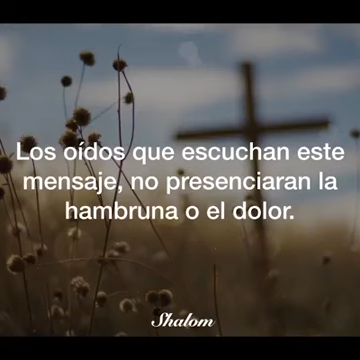 Los oídos que escuchan este
mensaje, no presenciaran la
hambruna o el dolor.
Shalom